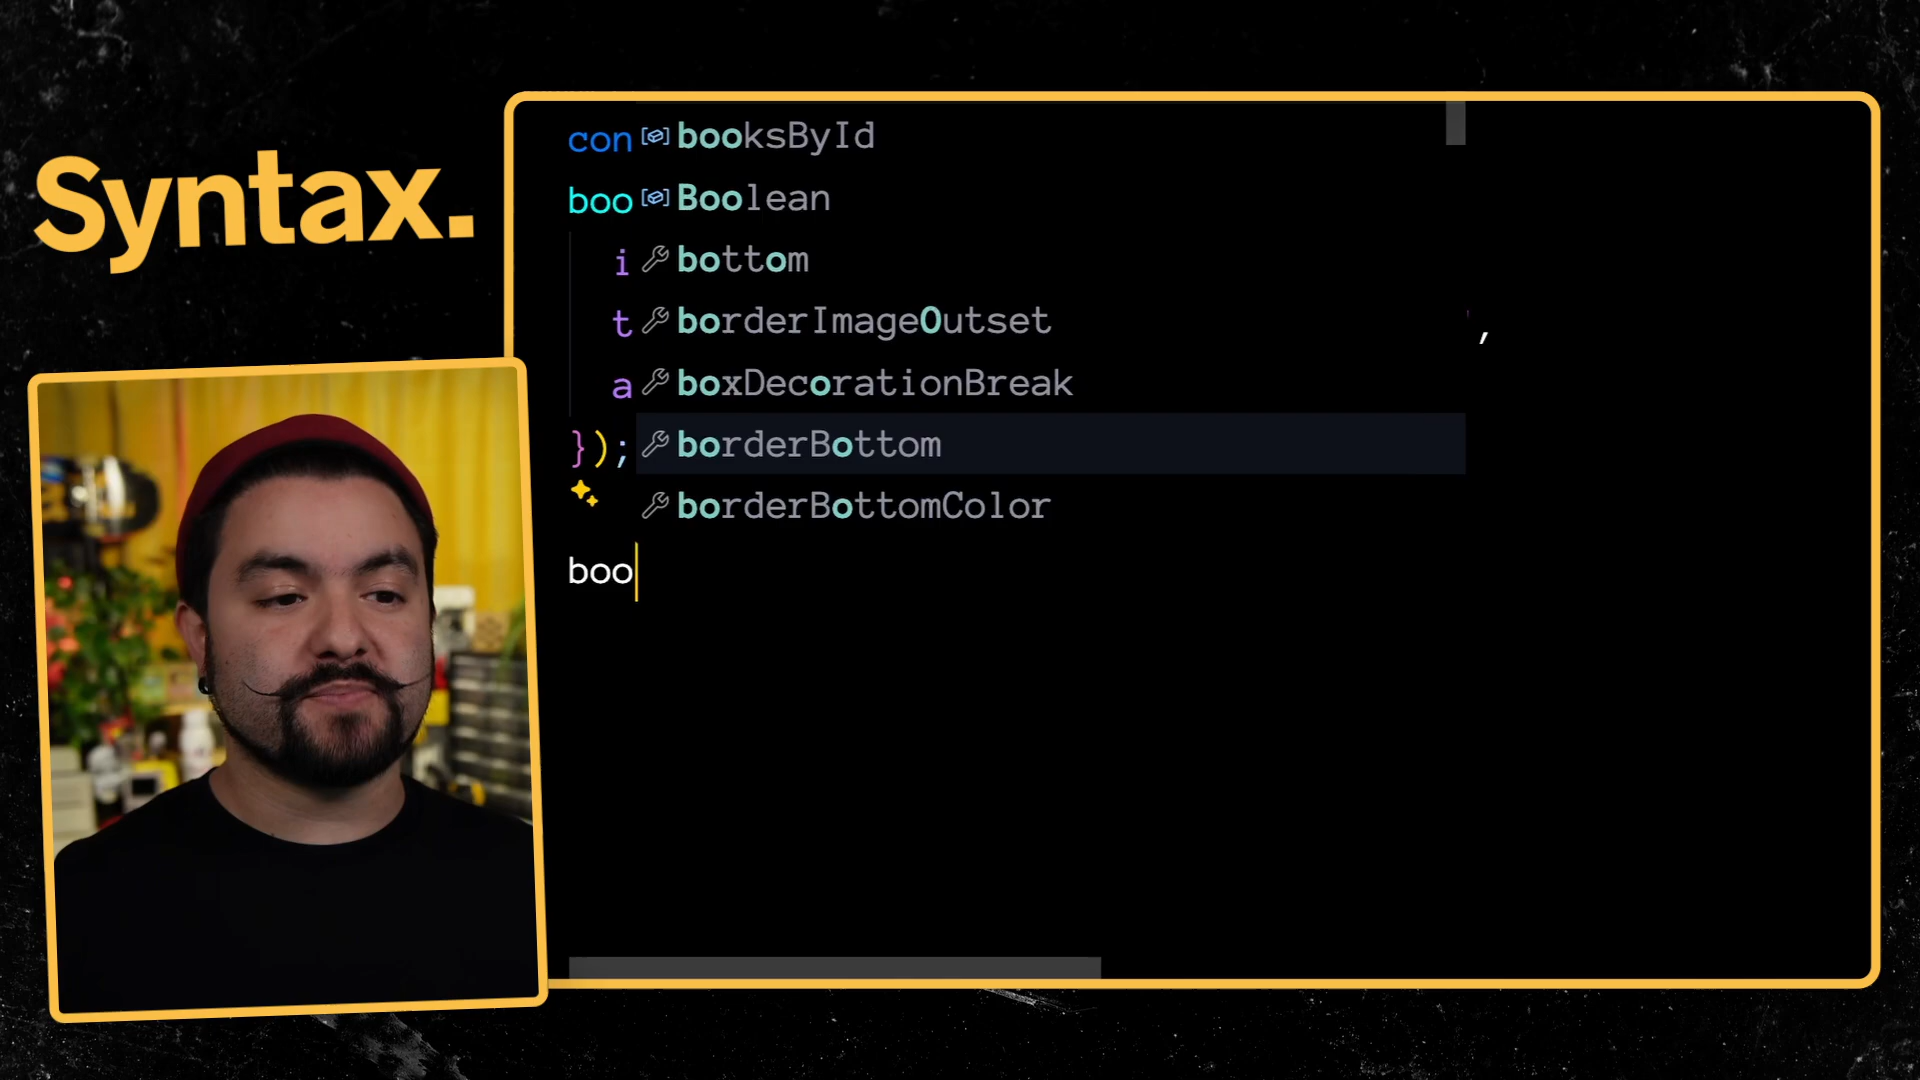 Syntax.
con booksById
boo Boolean
i bottom
t borderImageOutset ',
a boxDecorationBreak
}); borderBottom
borderBottomColor
boo